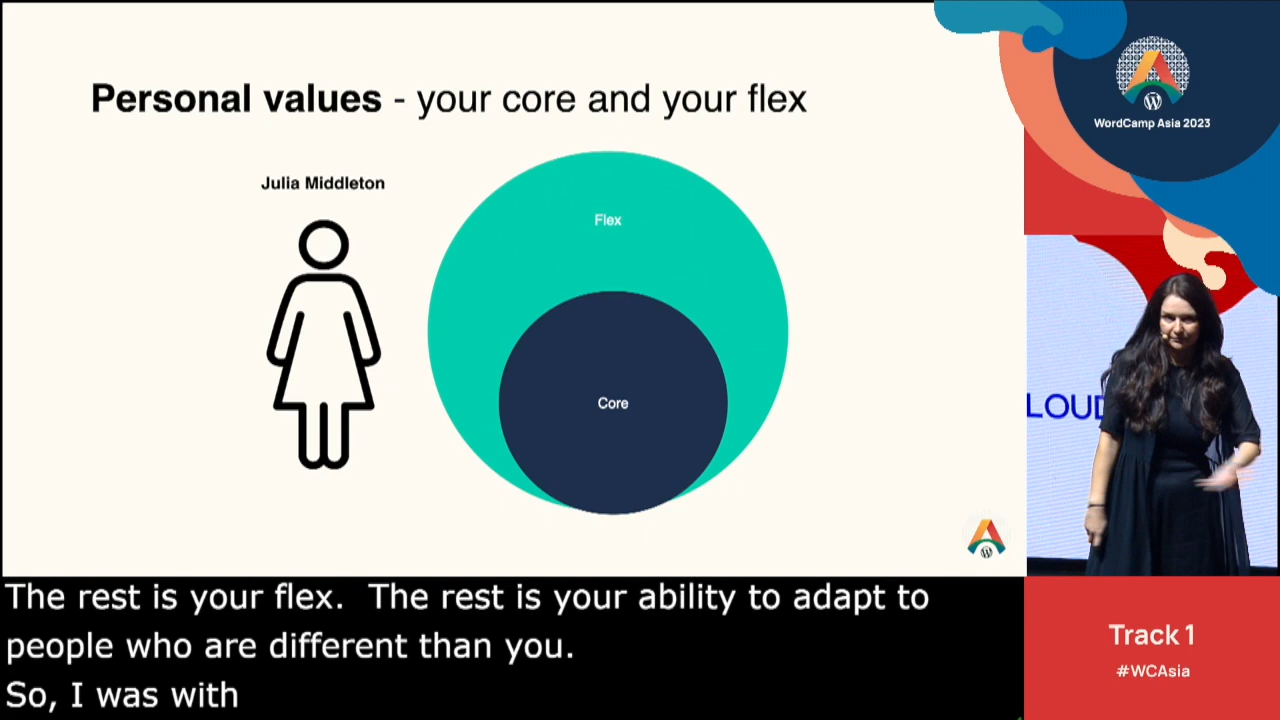 Personal values - your core and your flex
Julia Middleton
Flex
Core
The rest is your flex.  The rest is your ability to adapt to
people who are different than you.
So, I was with
WordCamp Asia 2023
LOUD
Track 1
#WCAsia